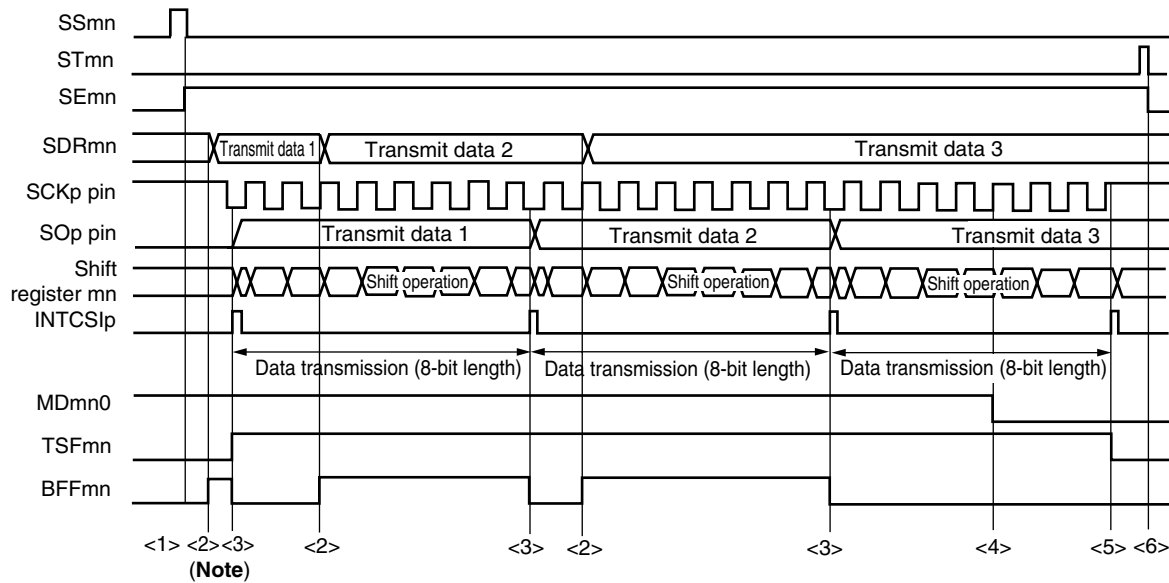 SSmn
STmn
SEmn
SDRmn Transmit data 1 Transmit data 2 Transmit data 3
SCKp pin
SOp pin Transmit data 1 Transmit data 2 Transmit data 3
Shift
register mn Shift operation Shift operation Shift operation
INTCSIp
Data transmission (8-bit length) Data transmission (8-bit length) Data transmission (8-bit length)
MDmn0
TSFmn
BFFmn
<1> <2> <3> <2> <3> <2> <3> <4> <5> <6>
(Note)